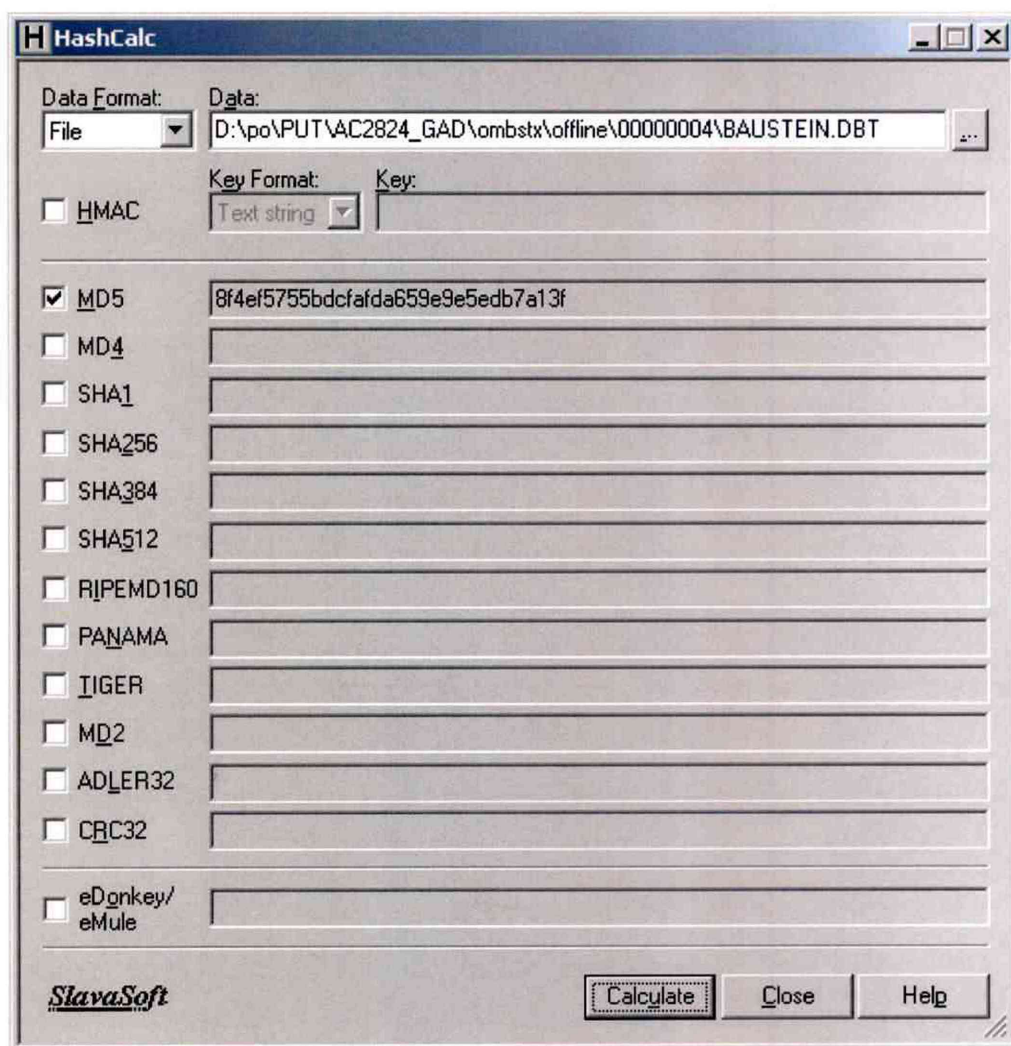 H HashCalc
Data Format: Data:
File D:\po\PUT\AC2824_GAD\ombstx\offline\00000004\BAUSTEIN.DBT ...
Key Format: Key:
HMAC Text string
MD5 8f4ef5755bdcfafda659e9e5edb7a13f
MD4
SHA1
SHA256
SHA384
SHA512
RIPEMD160
PANAMA
TIGER
MD2
ADLER32
CRC32
eDonkey/
eMule
SlavaSoft Calculate Close Help